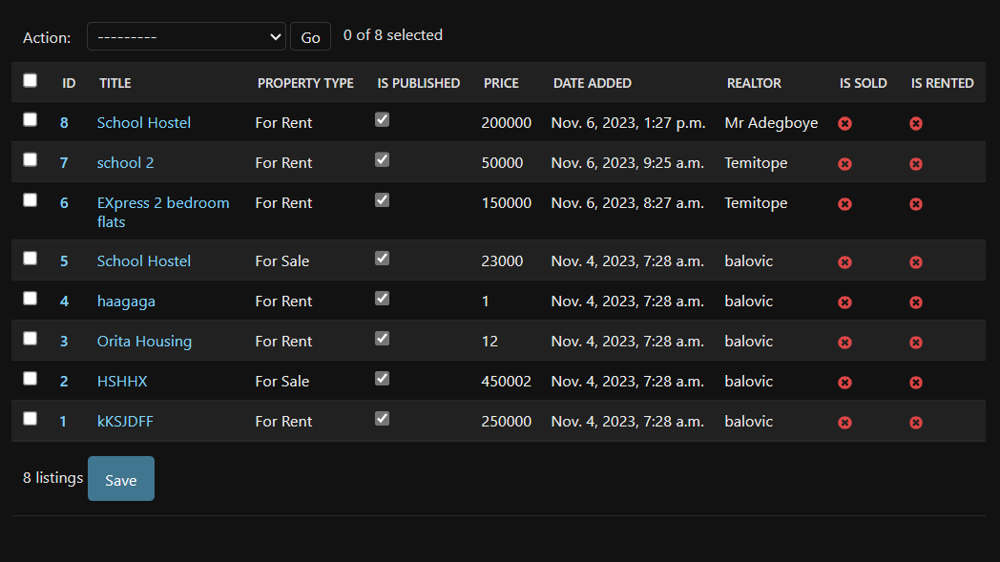 Action: --------- Go 0 of 8 selected
ID TITLE PROPERTY TYPE IS PUBLISHED PRICE DATE ADDED REALTOR IS SOLD IS RENTED
8 School Hostel For Rent 200000 Nov. 6, 2023, 1:27 p.m. Mr Adegboye
7 school 2 For Rent 50000 Nov. 6, 2023, 9:25 a.m. Temitope
6 EXpress 2 bedroom For Rent 150000 Nov. 6, 2023, 8:27 a.m. Temitope
flats
5 School Hostel For Sale 23000 Nov. 4, 2023, 7:28 a.m. balovic
4 haagaga For Rent 1 Nov. 4, 2023, 7:28 a.m. balovic
3 Orita Housing For Rent 12 Nov. 4, 2023, 7:28 a.m. balovic
2 HSHHX For Sale 450002 Nov. 4, 2023, 7:28 a.m. balovic
1 kKSJDFF For Rent 250000 Nov. 4, 2023, 7:28 a.m. balovic
8 listings Save